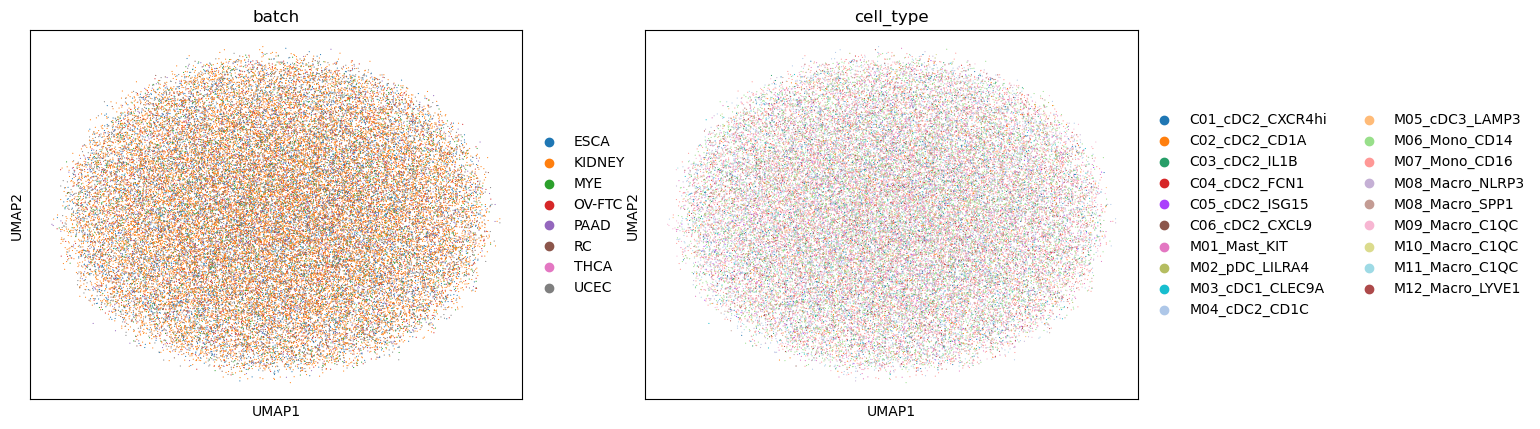 batch
UMAP2
UMAP1
ESCA
KIDNEY
MYE
OV-FTC
PAAD
RC
THCA
UCEC
cell_type
UMAP2
UMAP1
C01_cDC2_CXCR4hi
C02_cDC2_CD1A
C03_cDC2_IL1B
C04_cDC2_FCN1
C05_cDC2_ISG15
C06_cDC2_CXCL9
M01_Mast_KIT
M02_pDC_LILRA4
M03_cDC1_CLEC9A
M04_cDC2_CD1C
M05_cDC3_LAMP3
M06_Mono_CD14
M07_Mono_CD16
M08_Macro_NLRP3
M08_Macro_SPP1
M09_Macro_C1QC
M10_Macro_C1QC
M11_Macro_C1QC
M12_Macro_LYVE1